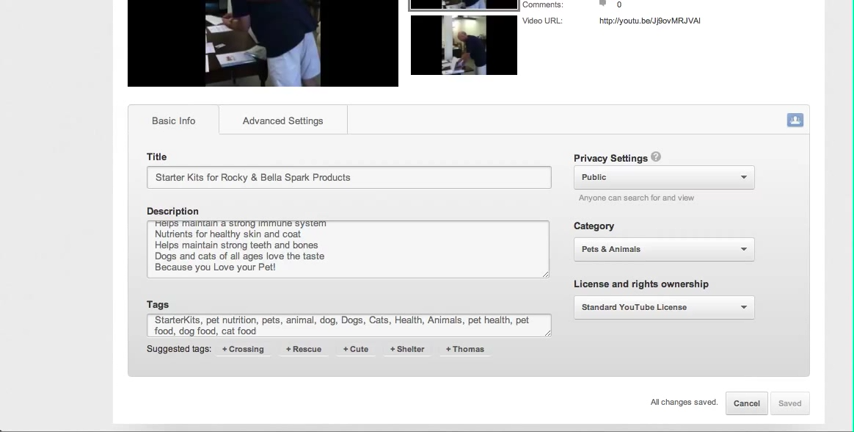 Comments: 0
Video URL: http://youtu.be/Jj9ovMRJVAI
Basic Info
Advanced Settings
Title
Starter Kits for Rocky & Bella Spark Products
Description
Helps maintain a strong immune system
Nutrients for healthy skin and coat
Helps maintain strong teeth and bones
Dogs and cats of all ages love the taste
Because you Love your Pet!
Tags
StarterKits, pet nutrition, pets, animal, dog, Dogs, Cats, Health, Animals, pet health, pet
food, dog food, cat food
Suggested tags: + Crossing + Rescue + Cute + Shelter + Thomas
Privacy Settings ?
Public
Anyone can search for and view
Category
Pets & Animals
License and rights ownership
Standard YouTube License
All changes saved. Cancel Saved